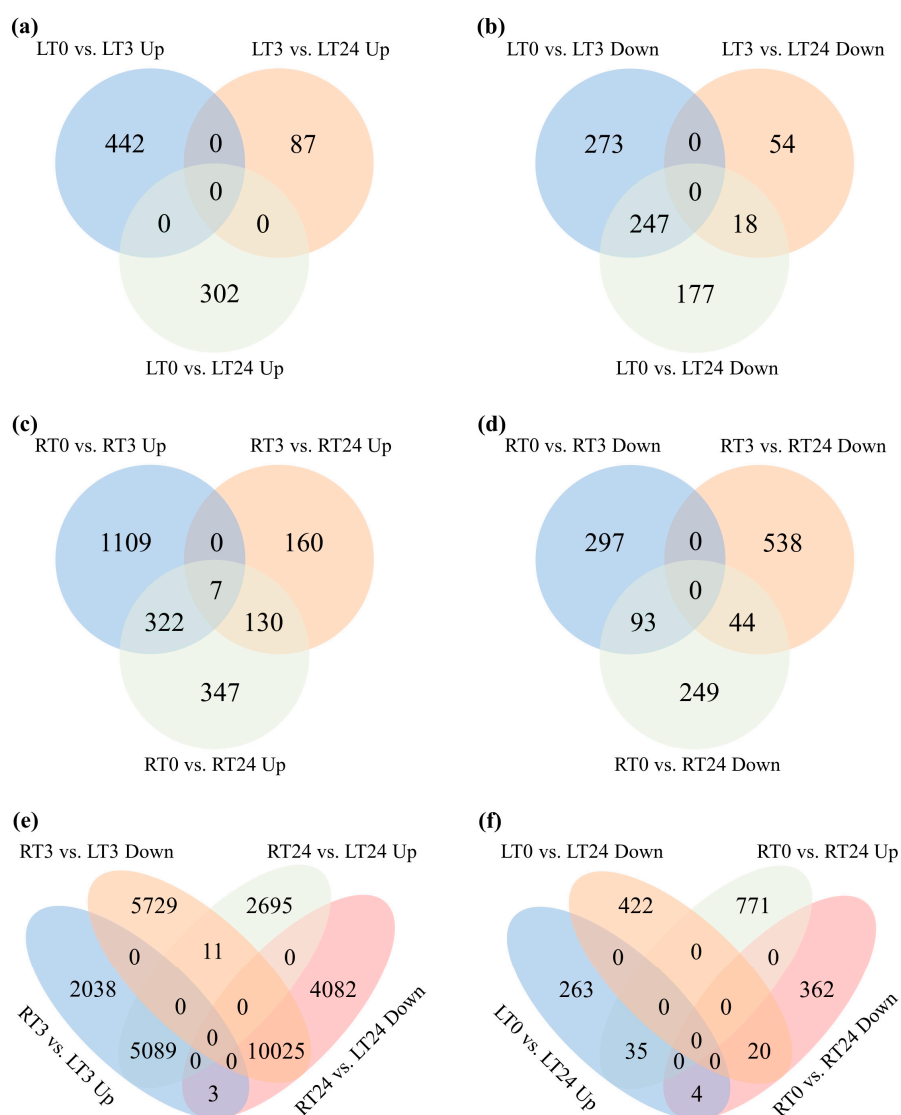 (a)
(b)
LT0 vs. LT3 Up
LT3 vs. LT24 Up
LT0 vs. LT3 Down
LT3 vs. LT24 Down
442
0
87
273
0
54
0
0
0
0
0
247
18
302
177
LT0 vs. LT24 Up
LT0 vs. LT24 Down
(c)
(d)
RT0 vs. RT3 Up
RT3 vs. RT24 Up
RT0 vs. RT3 Down
RT3 vs. RT24 Down
1109
0
160
297
0
538
7
0
322
130
93
44
347
249
RT0 vs. RT24 Up
RT0 vs. RT24 Down
(e)
(f)
RT3 vs. LT3 Down
RT24 vs. LT24 Up
LT0 vs. LT24 Down
RT0 vs. RT24 Up
5729
2695
422
771
0
11
0
0
0
0
2038
4082
263
362
0
0
0
0
0
0
5089
10025
35
20
0
0
0
0
3
4
RT3 vs. LT3 Up
RT24 vs. LT24 Down
LT0 vs. LT24 Up
RT0 vs. RT24 Down